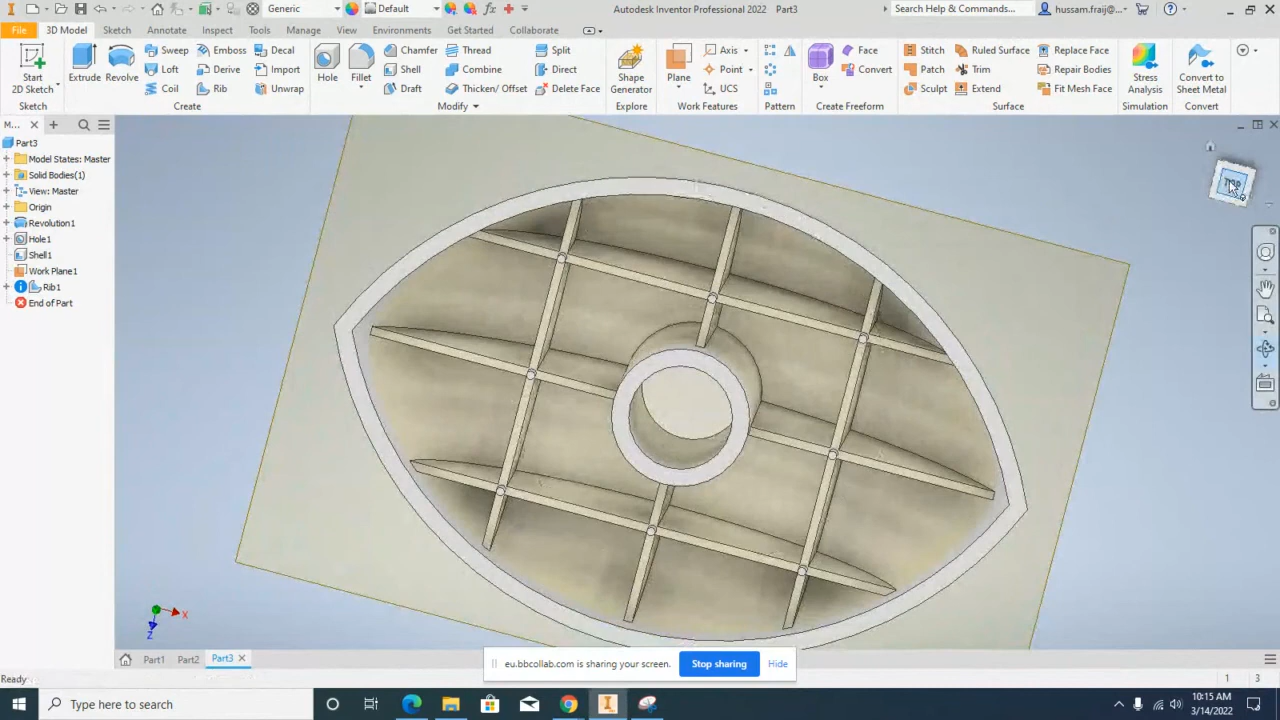 Generic
Default
Autodesk Inventor Professional 2022 Part3
Search Help & Commands...
hussam.fraij@...
File
3D Model
Sketch
Annotate
Inspect
Tools
Manage
View
Environments
Get Started
Collaborate
Start
2D Sketch
Extrude
Revolve
Sweep
Loft
Coil
Emboss
Derive
Rib
Decal
Import
Unwrap
Hole
Fillet
Chamfer
Shell
Draft
Thread
Combine
Thicken/ Offset
Split
Direct
Delete Face
Shape
Generator
Plane
Axis
Point
UCS
Box
Face
Convert
Stitch
Patch
Sculpt
Ruled Surface
Trim
Extend
Replace Face
Repair Bodies
Fit Mesh Face
Stress
Analysis
Convert to
Sheet Metal
Sketch
Create
Modify
Explore
Work Features
Pattern
Create Freeform
Surface
Simulation
Convert
M...
Part3
Model States: Master
Solid Bodies(1)
View: Master
Origin
Revolution1
Hole1
Shell1
Work Plane1
Rib1
End of Part
X
Z
Part1
Part2
Part3
eu.bbcollab.com is sharing your screen.
Stop sharing
Hide
Ready
1
3
Type here to search
10:15 AM
3/14/2022